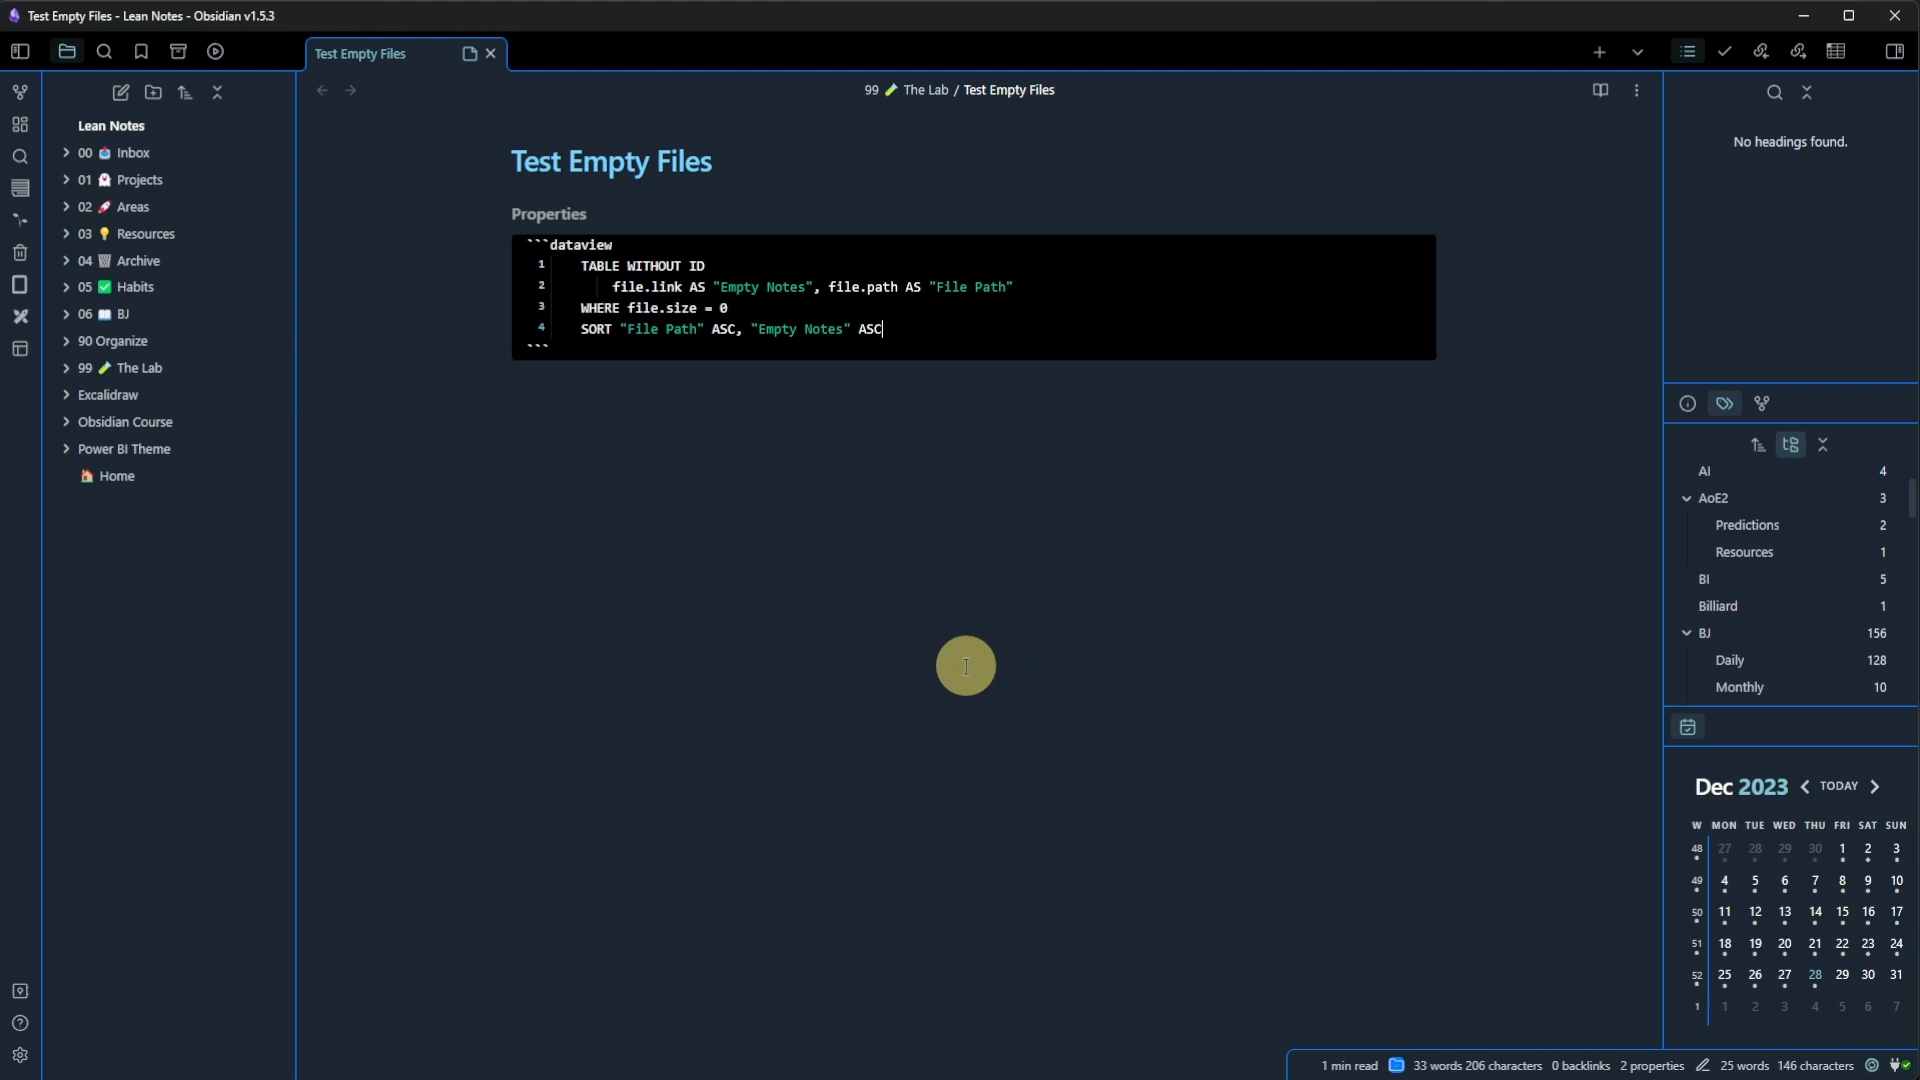 Test Empty Files - Lean Notes - Obsidian v1.5.3
Test Empty Files
99 🧪 The Lab / Test Empty Files
Lean Notes
00 📥 Inbox
01 Projects
02 🚀 Areas
03 💡 Resources
04 Archive
05 ✅ Habits
06 📖 BJ
90 Organize
99 🧪 The Lab
Excalidraw
Obsidian Course
Power BI Theme
🏠 Home
Test Empty Files
Properties
```dataview
1 TABLE WITHOUT ID
2 file.link AS "Empty Notes", file.path AS "File Path"
3 WHERE file.size = 0
4 SORT "File Path" ASC, "Empty Notes" ASC
```
No headings found.
AI 4
AoE2 3
Predictions 2
Resources 1
BI 5
Billiard 1
BJ 156
Daily 128
Monthly 10
Dec 2023 TODAY
W MON TUE WED THU FRI SAT SUN
48 27 28 29 30 1 2 3
49 4 5 6 7 8 9 10
50 11 12 13 14 15 16 17
51 18 19 20 21 22 23 24
52 25 26 27 28 29 30 31
1 1 2 3 4 5 6 7
1 min read 33 words 206 characters 0 backlinks 2 properties 25 words 146 characters